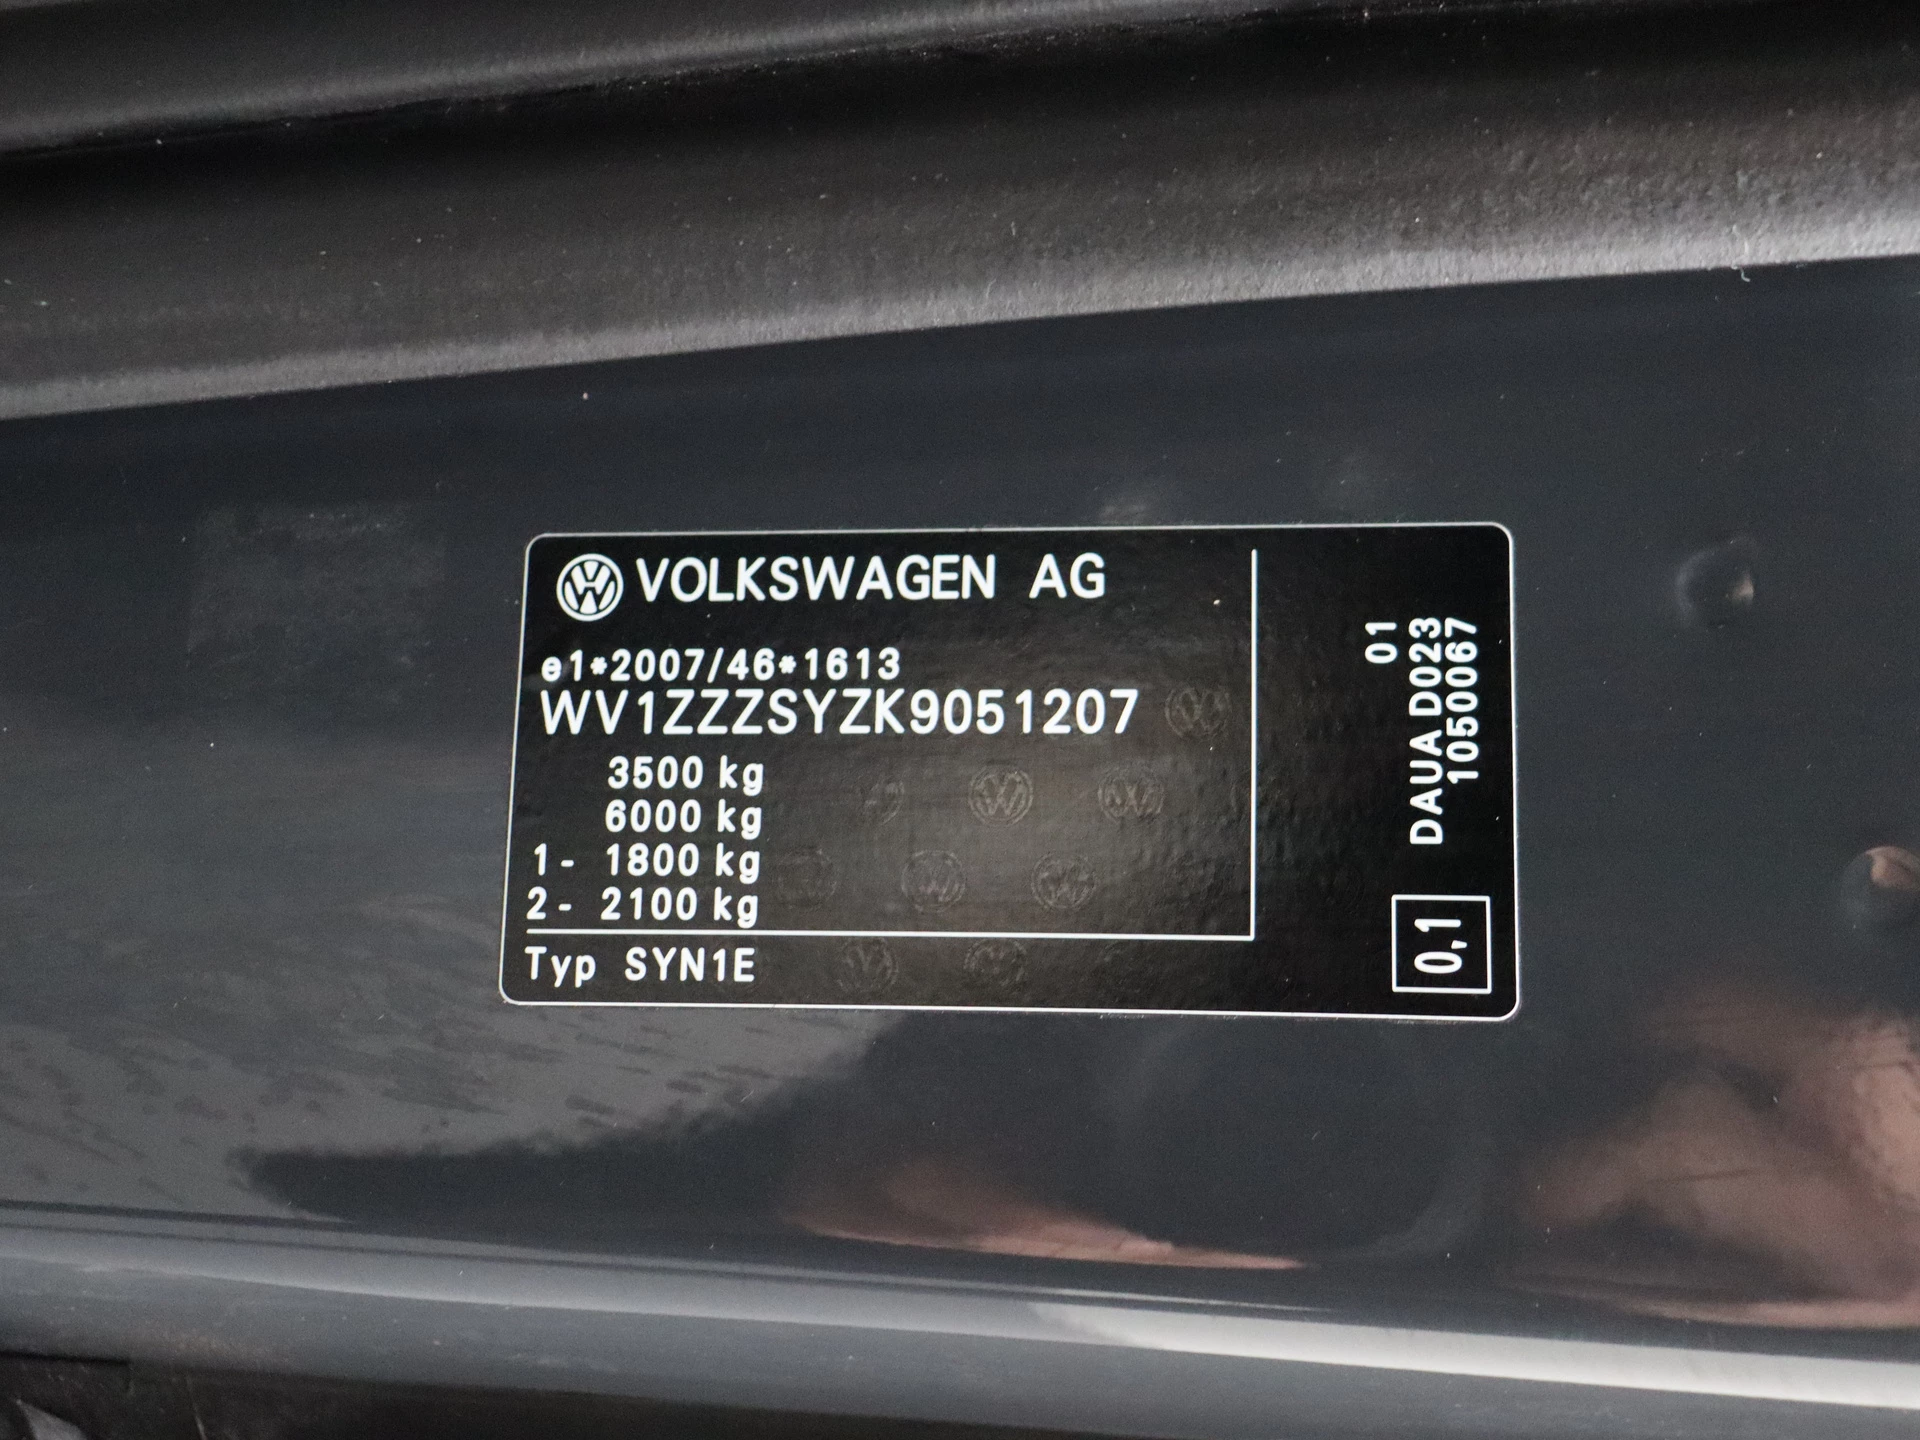 VOLKSWAGEN AG
e1*2007/46*1613
WV1ZZZSYZK9051207
3500 kg
6000 kg
1- 1800 kg
2- 2100 kg
Typ SYN1E
01
DAUA D023
1050067
0,1